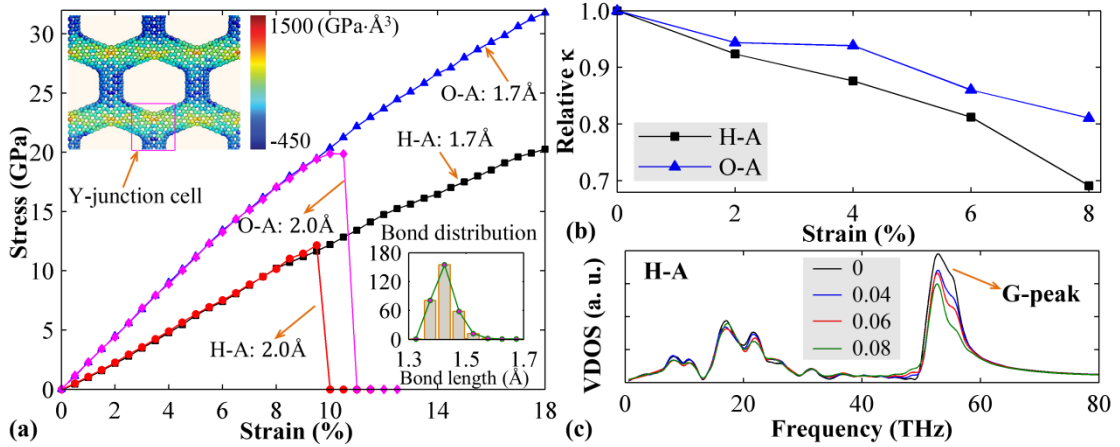 1500 (GPa·Å³)
-450
Y-junction cell
30
25
20
15
10
5
0
Stress (GPa)
O-A: 1.7Å
H-A: 1.7Å
O-A: 2.0Å
H-A: 2.0Å
Bond distribution
180
120
60
0
1.3 1.5 1.7
Bond length (Å)
0 2 4 6 8 10 14 16 18
(a) Strain (%)
1.0
0.9
0.8
0.7
Relative κ
H-A
O-A
0 2 4 6 8
(b) Strain (%)
VDOS (a. u.)
H-A
0
0.04
0.06
0.08
G-peak
0 20 40 60 80
(c) Frequency (THz)